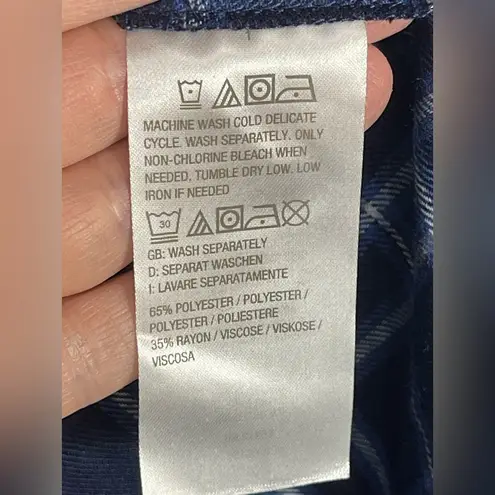 MACHINE WASH COLD DELICATE
CYCLE. WASH SEPARATELY. ONLY
NON-CHLORINE BLEACH WHEN
NEEDED. TUMBLE DRY LOW. LOW
IRON IF NEEDED
30
GB: WASH SEPARATELY
D: SEPARAT WASCHEN
I: LAVARE SEPARATAMENTE
65% POLYESTER / POLYESTER /
POLYESTER / POLIESTERE
35% RAYON / VISCOSE / VISKOSE /
VISCOSA